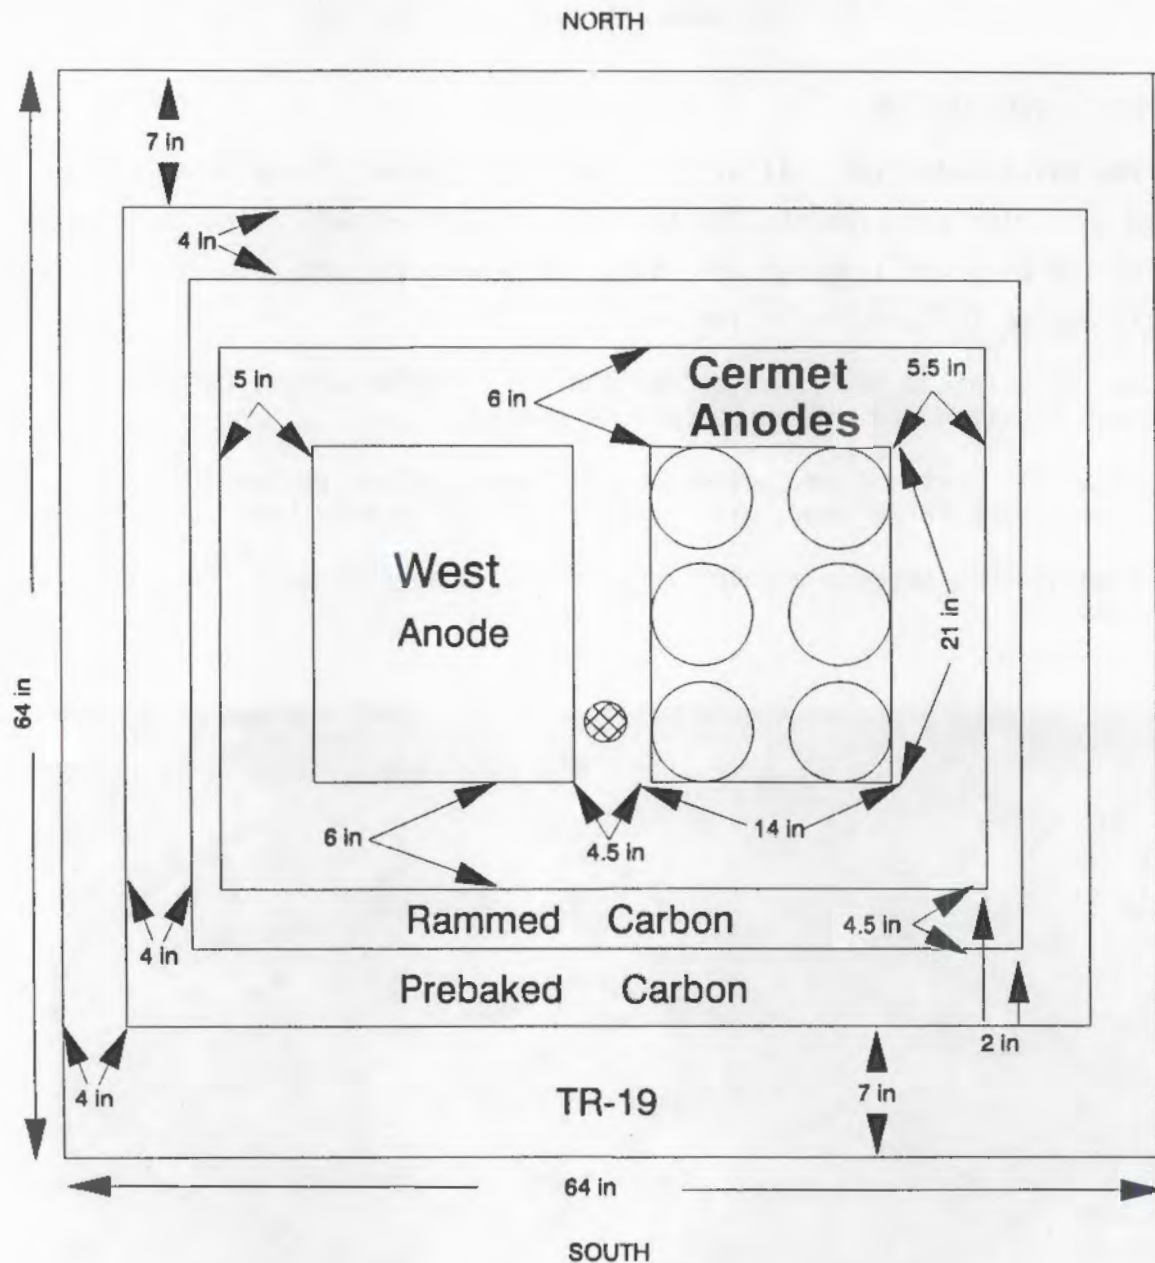 NORTH
7 in
4 in
Cermet
Anodes
5 in
6 in
5.5 in
West
Anode
21 in
64 in
6 in
4.5 in
14 in
Rammed Carbon
4.5 in
4 in
Prebaked Carbon
2 in
4 in
TR-19
7 in
64 in
SOUTH